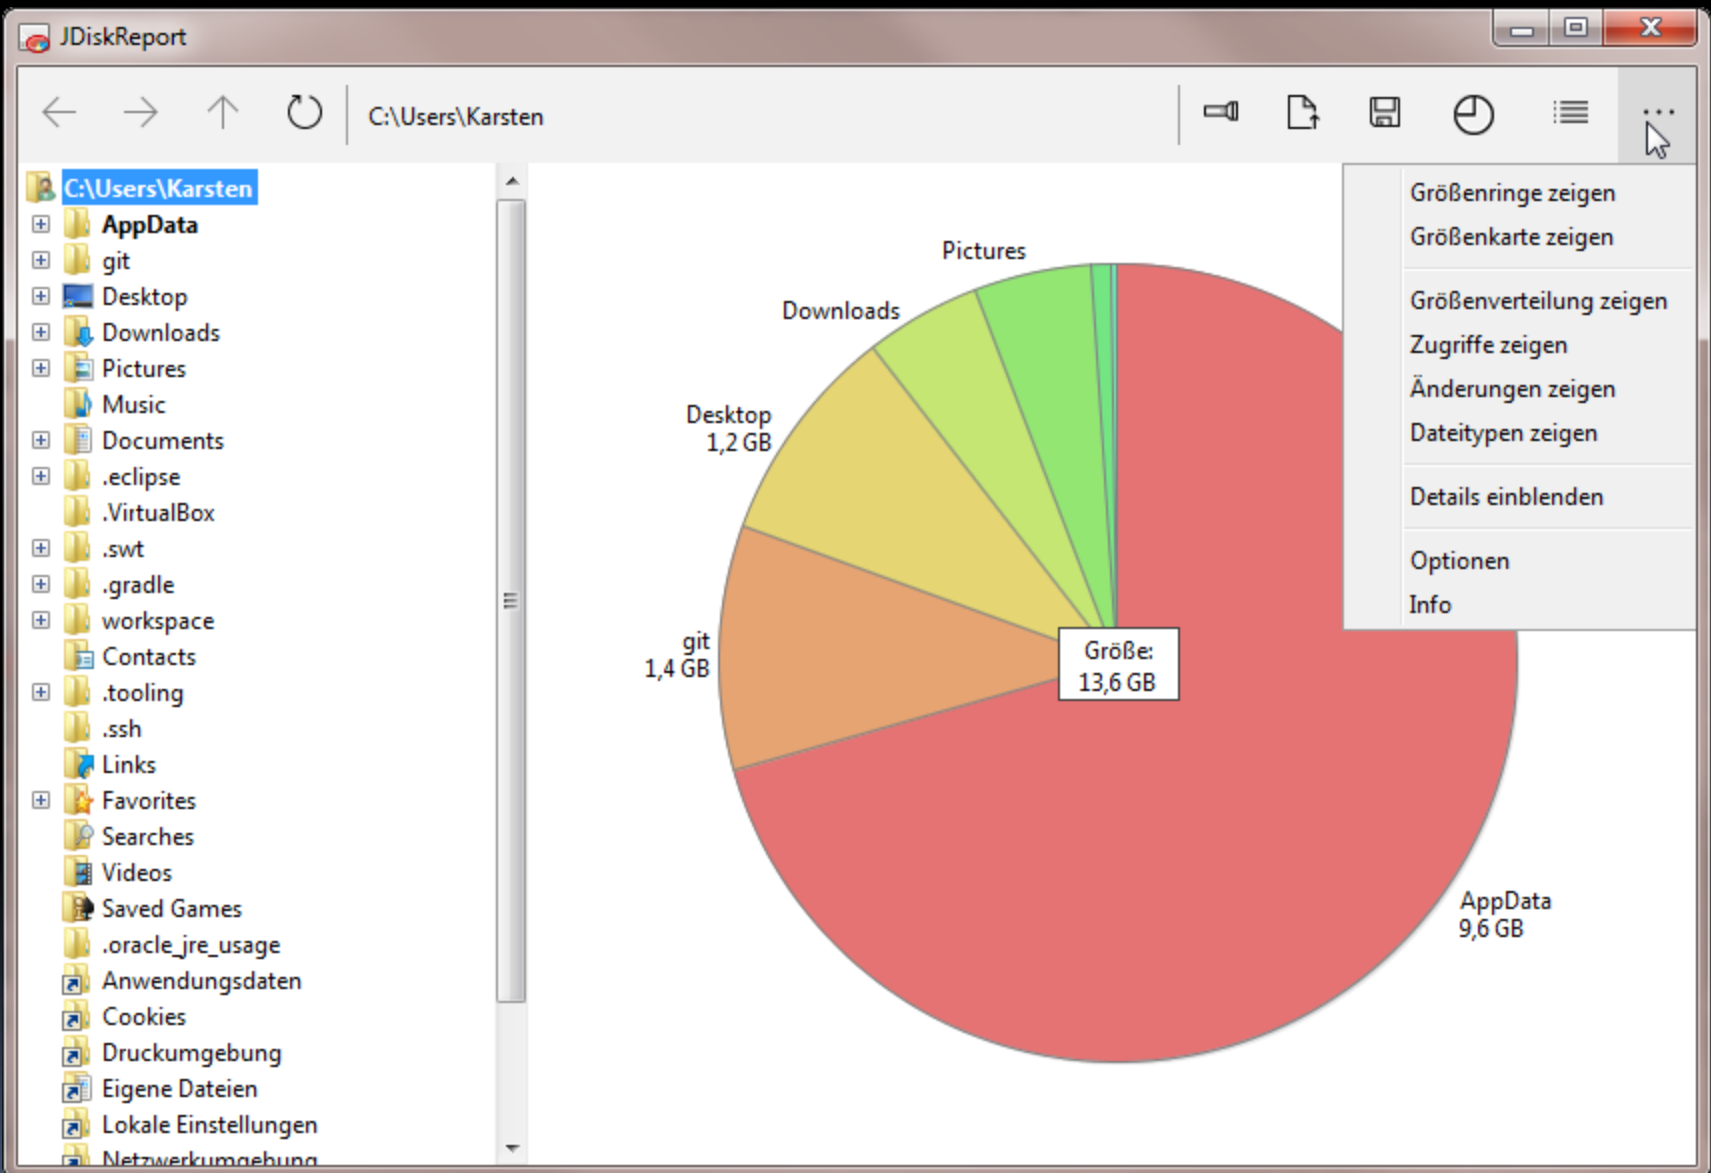 JDiskReport
C:\Users\Karsten
C:\Users\Karsten
AppData
git
Desktop
Downloads
Pictures
Music
Documents
.eclipse
.VirtualBox
.swt
.gradle
workspace
Contacts
.tooling
.ssh
Links
Favorites
Searches
Videos
Saved Games
.oracle_jre_usage
Anwendungsdaten
Cookies
Druckumgebung
Eigene Dateien
Lokale Einstellungen
Netzwerkumgebung
Pictures
Downloads
Desktop
1,2 GB
git
1,4 GB
Größe:
13,6 GB
AppData
9,6 GB
Größenringe zeigen
Größenkarte zeigen
Größenverteilung zeigen
Zugriffe zeigen
Änderungen zeigen
Dateitypen zeigen
Details einblenden
Optionen
Info